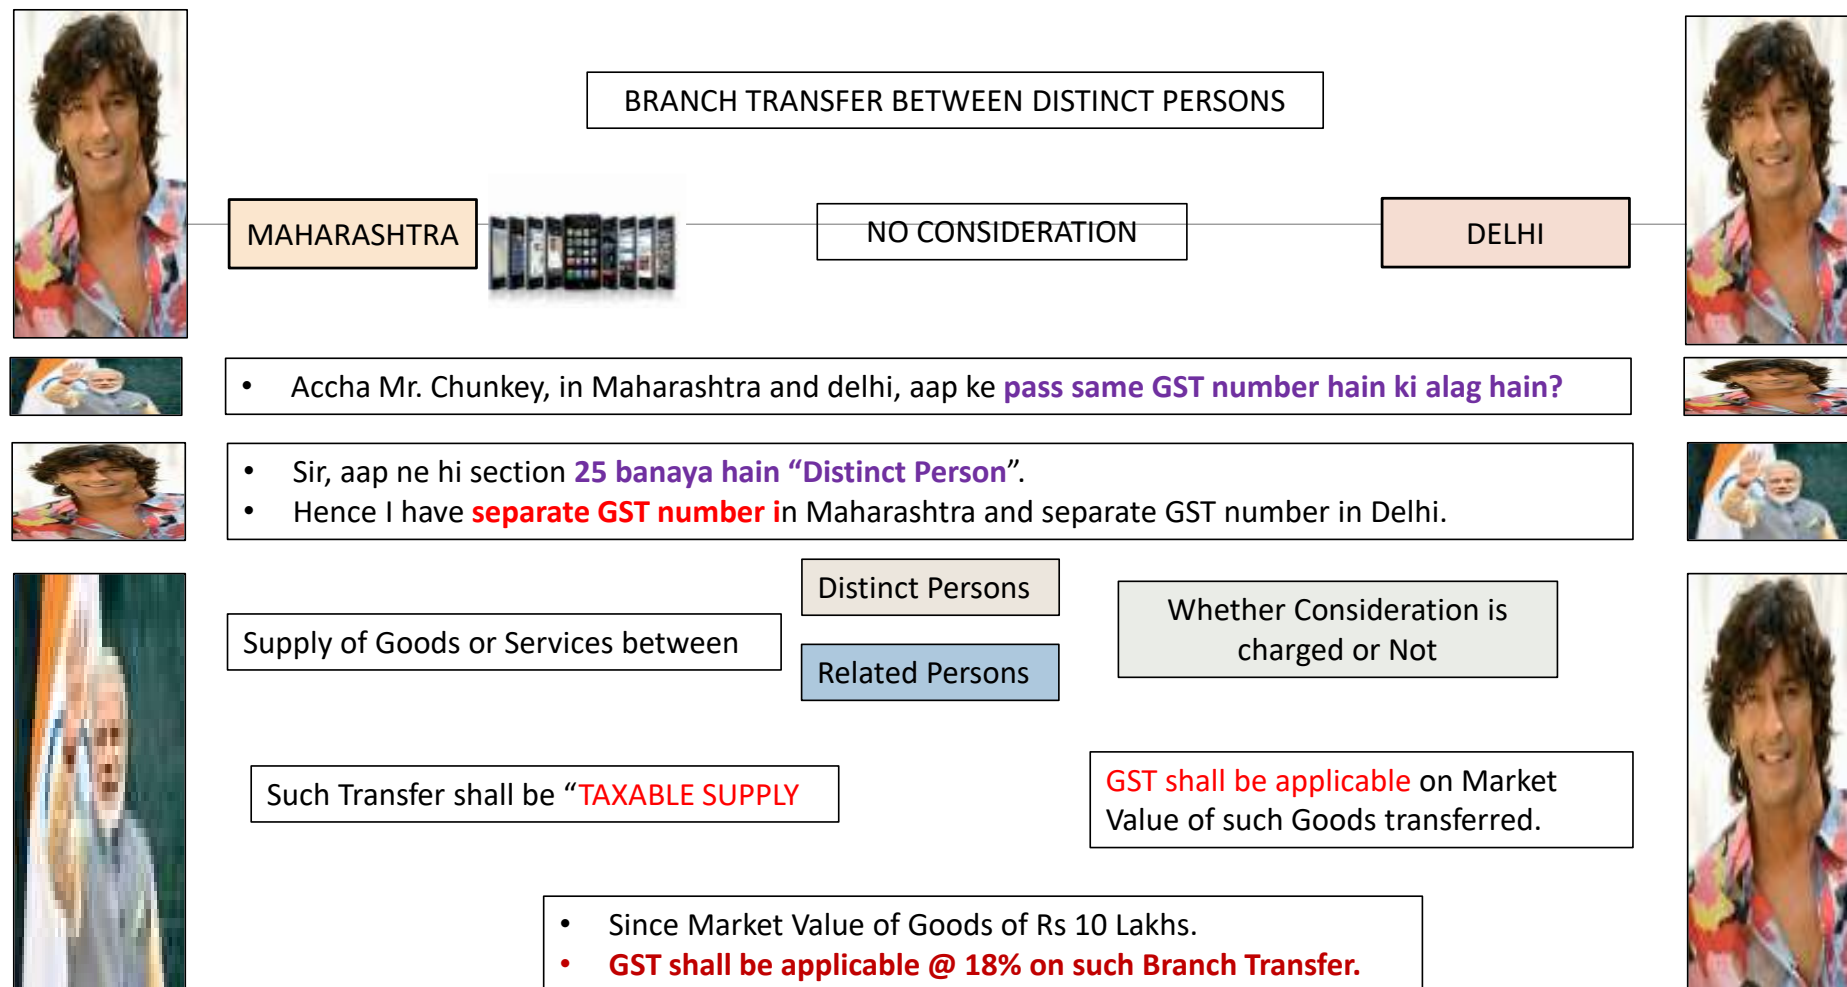 BRANCH TRANSFER BETWEEN DISTINCT PERSONS
MAHARASHTRA
NO CONSIDERATION
DELHI
• Accha Mr. Chunkey, in Maharashtra and delhi, aap ke pass same GST number hain ki alag hain?
• Sir, aap ne hi section 25 banaya hain “Distinct Person”.
• Hence I have separate GST number in Maharashtra and separate GST number in Delhi.
Supply of Goods or Services between
Distinct Persons
Related Persons
Whether Consideration is
charged or Not
Such Transfer shall be “TAXABLE SUPPLY
GST shall be applicable on Market
Value of such Goods transferred.
• Since Market Value of Goods of Rs 10 Lakhs.
• GST shall be applicable @ 18% on such Branch Transfer.